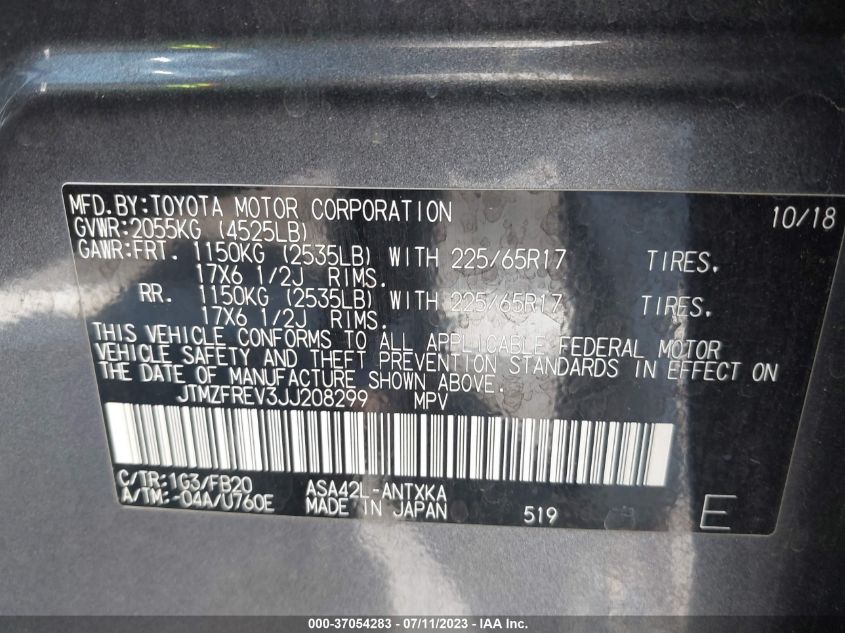 MFD.BY:TOYOTA MOTOR CORPORATION 10/18
GVWR:2055KG (4525LB)
GAWR:FRT. 1150KG (2535LB) WITH 225/65R17 TIRES.
17X6 1/2J RIMS.
RR. 1150KG (2535LB) WITH 225/65R17 TIRES.
17X6 1/2J RIMS.
THIS VEHICLE CONFORMS TO ALL APPLICABLE FEDERAL MOTOR
VEHICLE SAFETY AND THEFT PREVENTION STANDARDS IN EFFECT ON
THE DATE OF MANUFACTURE SHOWN ABOVE.
JTMZFREV3JJ208299 MPV
C/TR:1G3/FB20 ASA42L-ANTXKA
A/TM:-04A/U760E MADE IN JAPAN 519 E
000-37054283 - 07/11/2023 - IAA Inc.